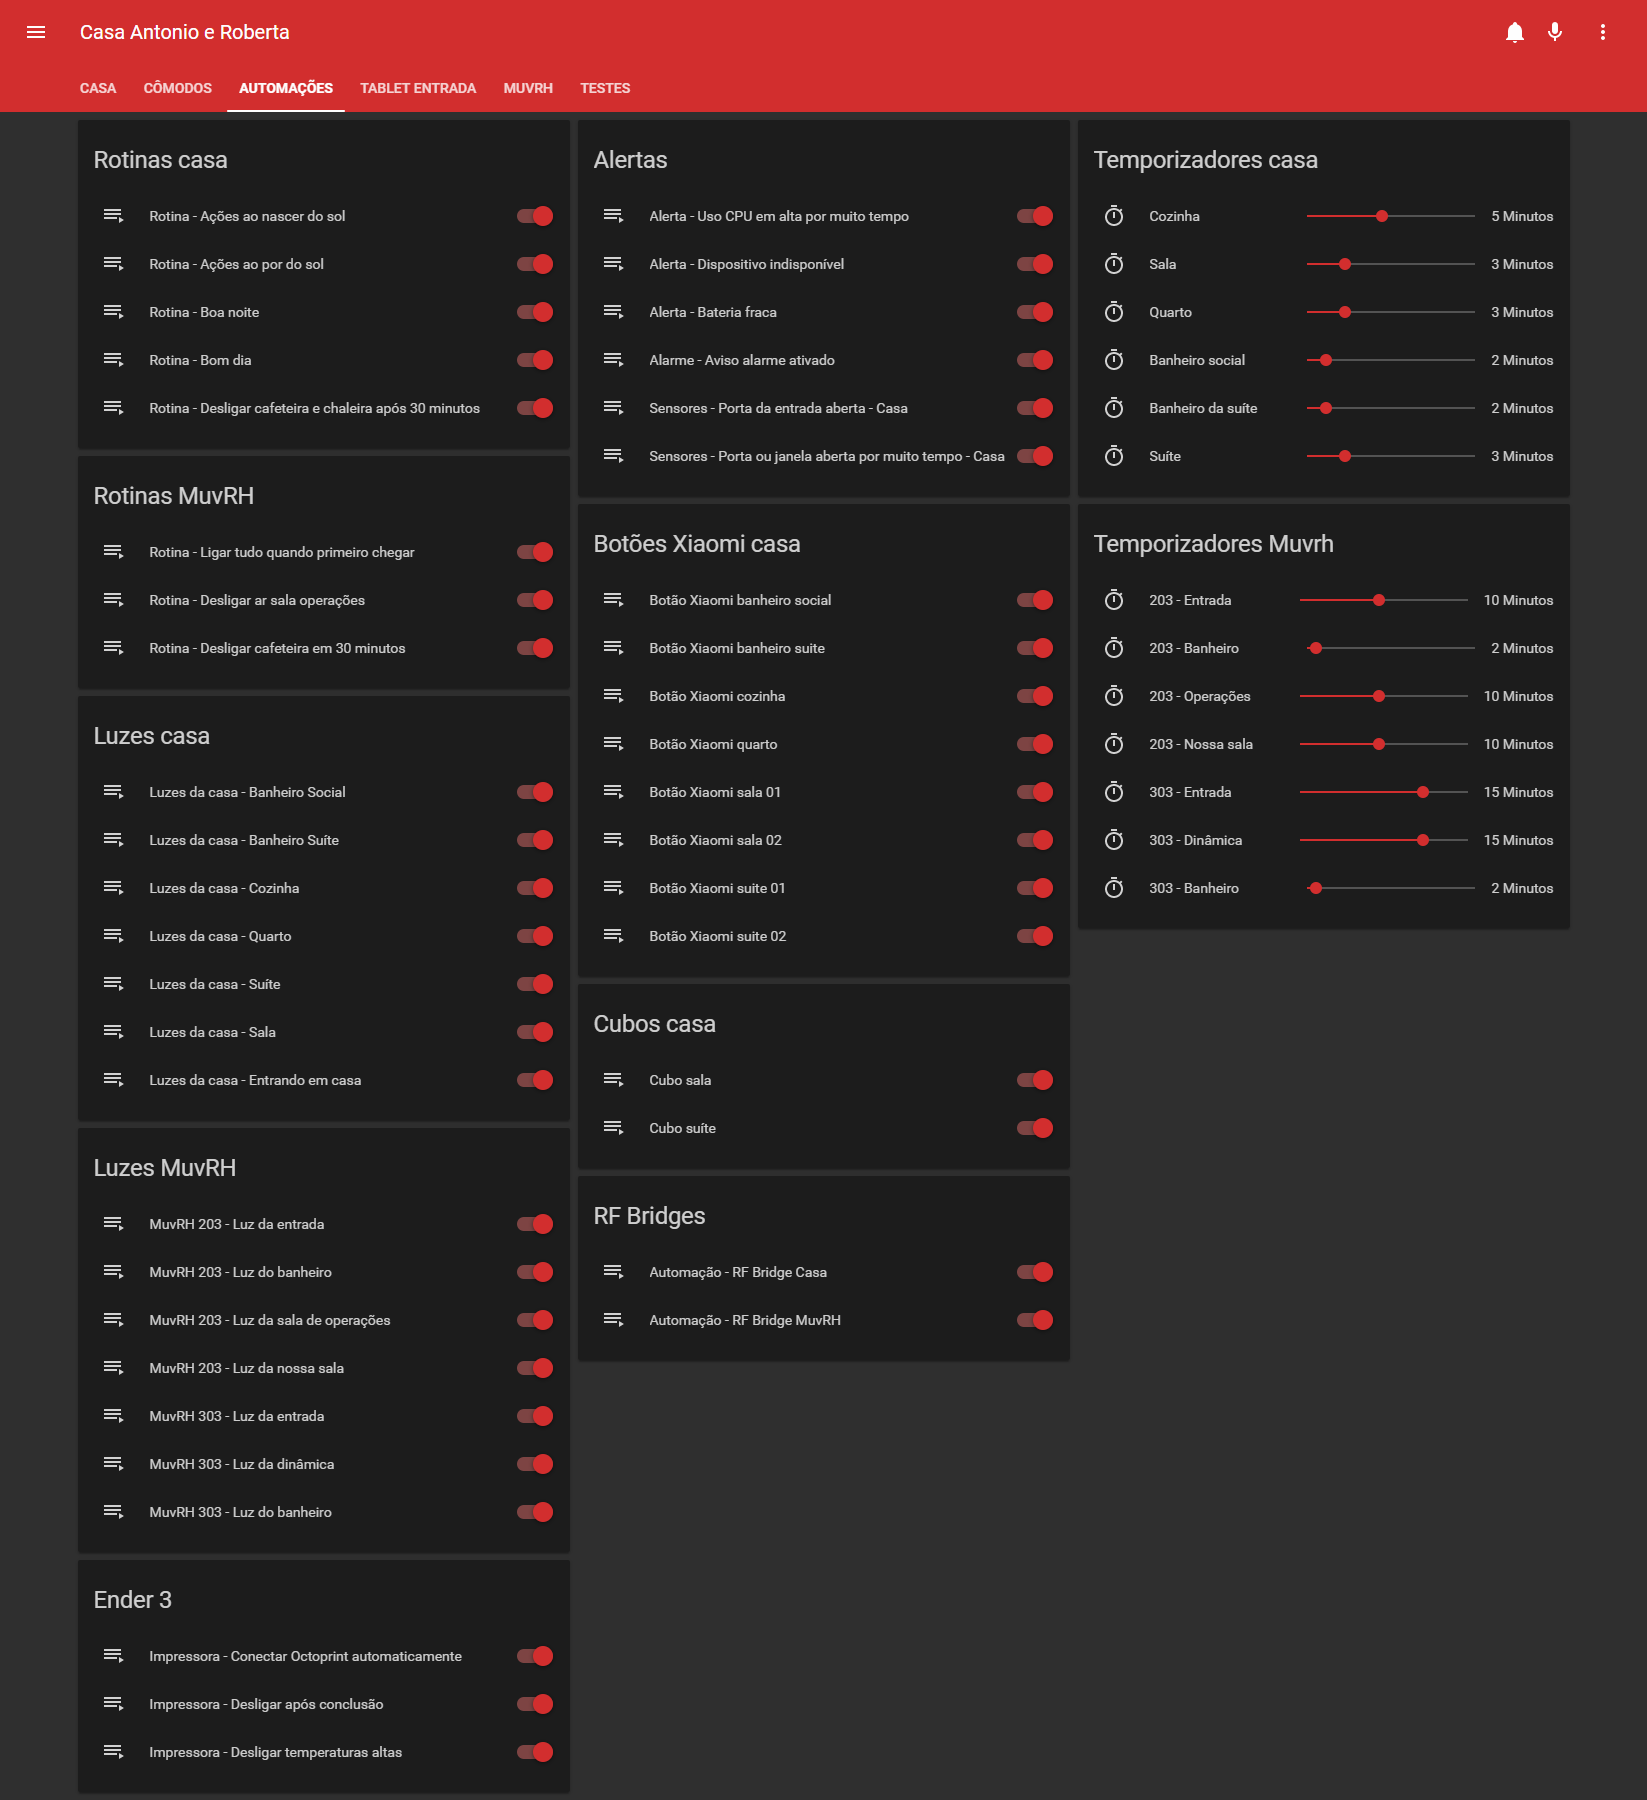 Casa Antonio e Roberta
CASA CÔMODOS AUTOMAÇÕES TABLET ENTRADA MUVRH TESTES
Rotinas casa
Rotina - Ações ao nascer do sol
Rotina - Ações ao por do sol
Rotina - Boa noite
Rotina - Bom dia
Rotina - Desligar cafeteira e chaleira após 30 minutos
Rotinas MuvRH
Rotina - Ligar tudo quando primeiro chegar
Rotina - Desligar ar sala operações
Rotina - Desligar cafeteira em 30 minutos
Luzes casa
Luzes da casa - Banheiro Social
Luzes da casa - Banheiro Suíte
Luzes da casa - Cozinha
Luzes da casa - Quarto
Luzes da casa - Suíte
Luzes da casa - Sala
Luzes da casa - Entrando em casa
Luzes MuvRH
MuvRH 203 - Luz da entrada
MuvRH 203 - Luz do banheiro
MuvRH 203 - Luz da sala de operações
MuvRH 203 - Luz da nossa sala
MuvRH 303 - Luz da entrada
MuvRH 303 - Luz da dinâmica
MuvRH 303 - Luz do banheiro
Ender 3
Impressora - Conectar Octoprint automaticamente
Impressora - Desligar após conclusão
Impressora - Desligar temperaturas altas
Alertas
Alerta - Uso CPU em alta por muito tempo
Alerta - Dispositivo indisponível
Alerta - Bateria fraca
Alarme - Aviso alarme ativado
Sensores - Porta da entrada aberta - Casa
Sensores - Porta ou janela aberta por muito tempo - Casa
Botões Xiaomi casa
Botão Xiaomi banheiro social
Botão Xiaomi banheiro suite
Botão Xiaomi cozinha
Botão Xiaomi quarto
Botão Xiaomi sala 01
Botão Xiaomi sala 02
Botão Xiaomi suite 01
Botão Xiaomi suite 02
Cubos casa
Cubo sala
Cubo suíte
RF Bridges
Automação - RF Bridge Casa
Automação - RF Bridge MuvRH
Temporizadores casa
Cozinha 5 Minutos
Sala 3 Minutos
Quarto 3 Minutos
Banheiro social 2 Minutos
Banheiro da suíte 2 Minutos
Suíte 3 Minutos
Temporizadores Muvrh
203 - Entrada 10 Minutos
203 - Banheiro 2 Minutos
203 - Operações 10 Minutos
203 - Nossa sala 10 Minutos
303 - Entrada 15 Minutos
303 - Dinâmica 15 Minutos
303 - Banheiro 2 Minutos